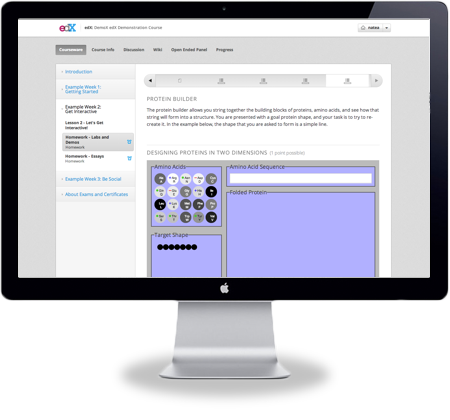 edX edX: DemoX edX Demonstration Course
Courseware Course Info Discussion Wiki Open Ended Panel Progress
Introduction
Example Week 1:
Getting Started
Example Week 2:
Get Interactive
Lesson 2 - Let's Get
Interactive!
Homework - Labs and
Demos
Homework
Homework - Essays
Homework
Example Week 3: Be Social
About Exams and Certificates
PROTEIN BUILDER
The protein builder allows you string together the building blocks of proteins, amino acids, and see how that
string will form into a structure. You are presented with a goal protein shape, and your task is to try to re-
create it. In the example below, the shape that you are asked to form is a simple line.
DESIGNING PROTEINS IN TWO DIMENSIONS (1 point possible)
Amino Acids
Amino Acid Sequence
Folded Protein
Target Shape